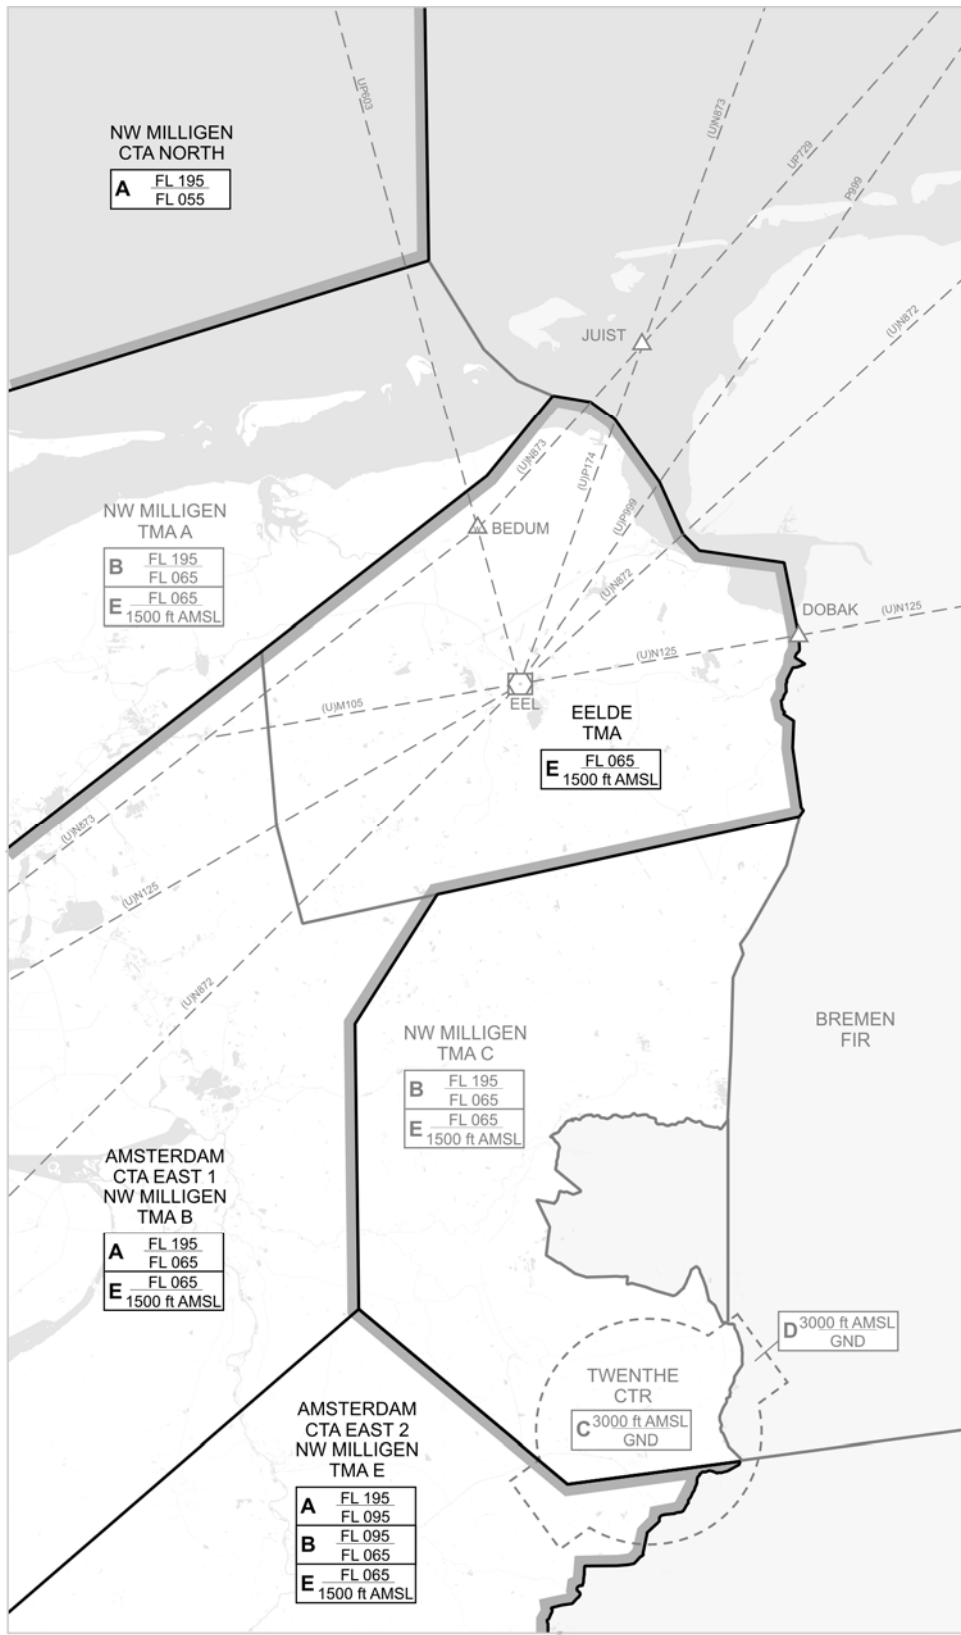 UP603
(U)N873
UP729
P999
NW MILLIGEN
CTA NORTH
A FL 195
FL 055
(U)N872
JUIST
(U)N873
(U)P174
(U)P999
NW MILLIGEN
TMA A
B FL 195
FL 065
E FL 065
1500 ft AMSL
BEDUM
(U)N872
DOBAK
(U)N125
(U)N125
(U)M105
EEL
EELDE
TMA
E FL 065
1500 ft AMSL
(U)N873
(U)N125
(U)N872
NW MILLIGEN
TMA C
B FL 195
FL 065
E FL 065
1500 ft AMSL
BREMEN
FIR
AMSTERDAM
CTA EAST 1
NW MILLIGEN
TMA B
A FL 195
FL 065
E FL 065
1500 ft AMSL
D 3000 ft AMSL
GND
TWENTHE
CTR
C 3000 ft AMSL
GND
AMSTERDAM
CTA EAST 2
NW MILLIGEN
TMA E
A FL 195
FL 095
B FL 095
FL 065
E FL 065
1500 ft AMSL